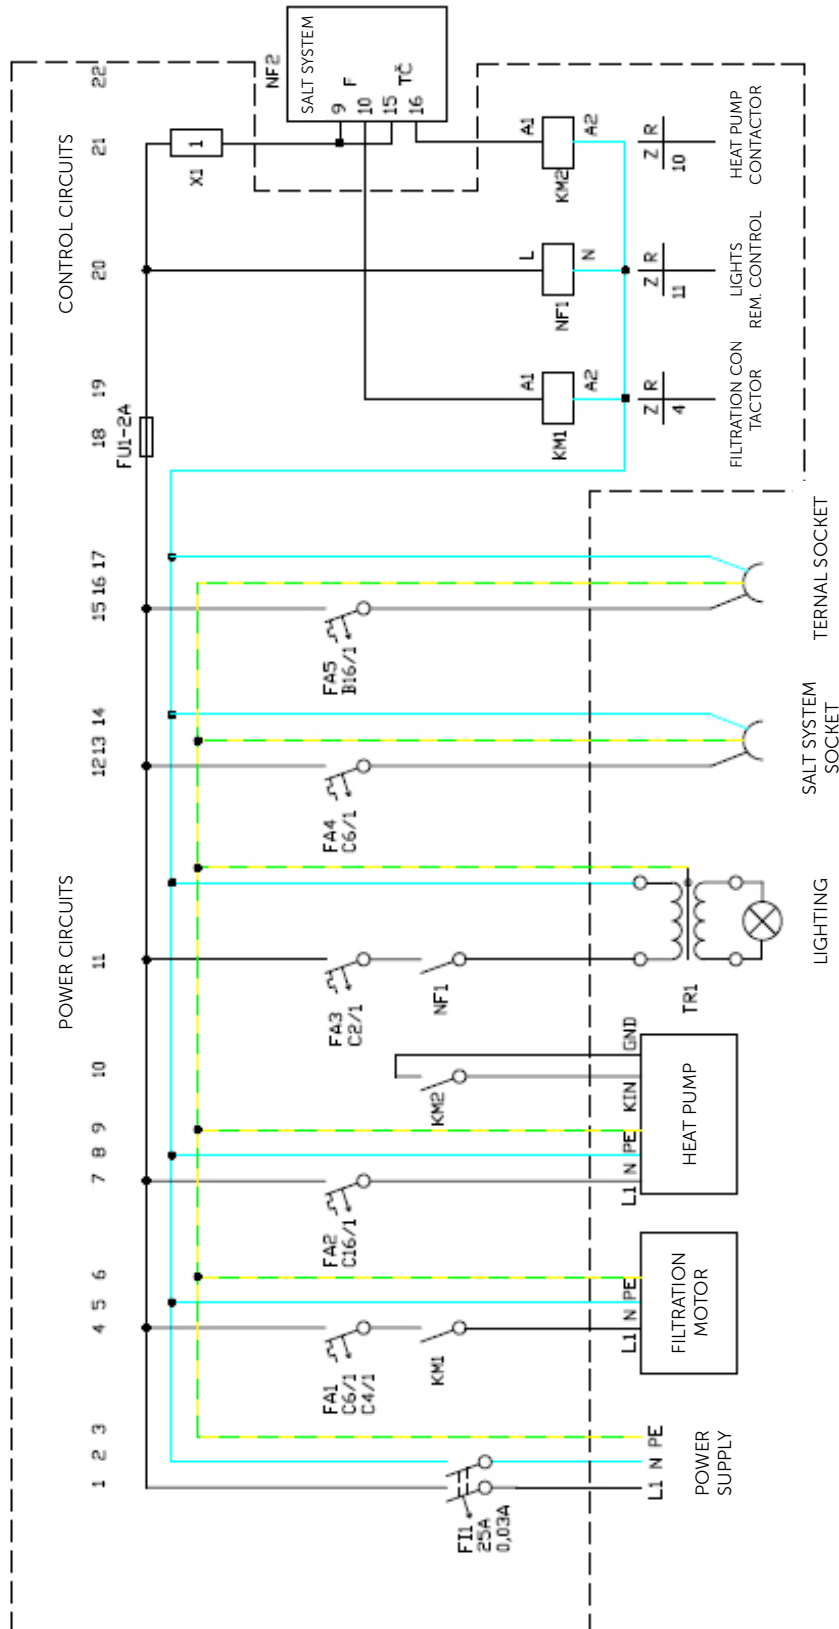 POWER CIRCUITS
CONTROL CIRCUITS
1
2
3
4
5
6
7
8
9
10
11
12
13
14
15
16
17
18
19
20
21
22
FI1
25A
0,03A
L1
N
PE
POWER
SUPPLY
FA1
C6/1
C4/1
KM1
L1
N
PE
FILTRATION
MOTOR
FA2
C16/1
KM2
L1
N
PE
KIN
GND
HEAT PUMP
FA3
C2/1
NF1
TR1
LIGHTING
FA4
C6/1
SALT SYSTEM
SOCKET
FA5
B16/1
TERNAL SOCKET
FU1-2A
X1
1
NF2
SALT SYSTEM
F
TČ
9
10
15
16
KM1
A1
A2
Z
R
4
FILTRATION CON
TACTOR
NF1
L
N
Z
R
11
LIGHTS
REM. CONTROL
KM2
A1
A2
Z
R
10
HEAT PUMP
CONTACTOR